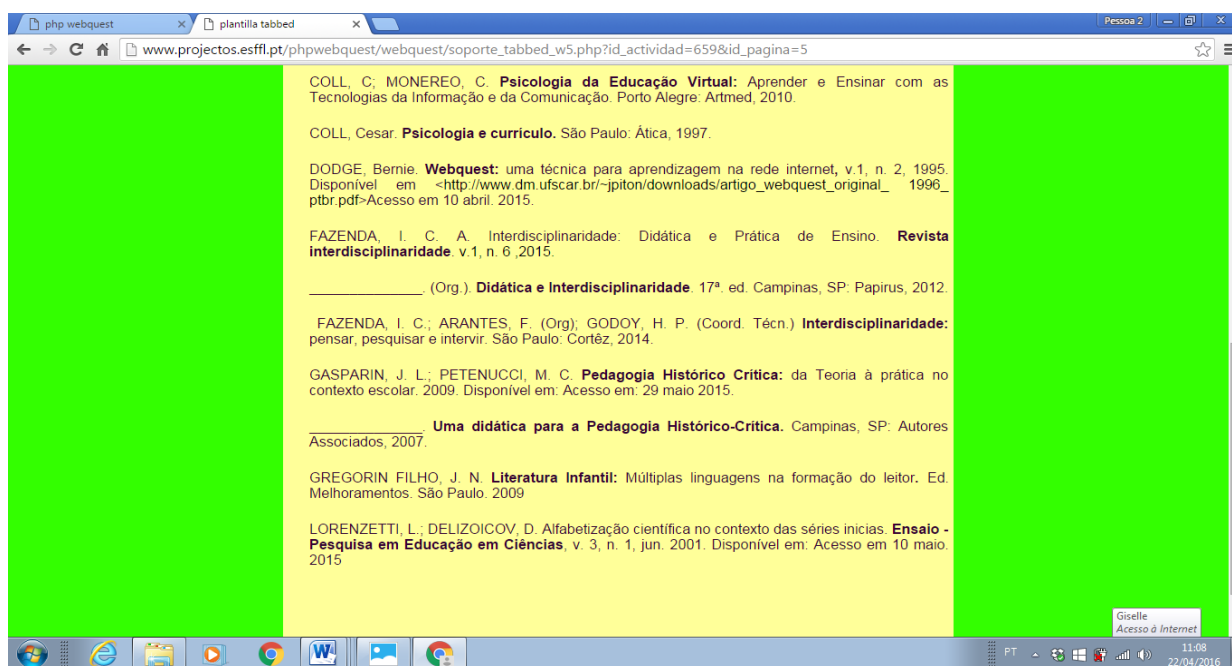 php webquest
plantilla tabbed
Pessoa 2
www.projectos.esffl.pt/phpwebquest/webquest/soporte_tabbed_w5.php?id_actividad=659&id_pagina=5
COLL, C; MONEREO, C. Psicologia da Educação Virtual: Aprender e Ensinar com as
Tecnologias da Informação e da Comunicação. Porto Alegre: Artmed, 2010.
COLL, Cesar. Psicologia e curriculo. São Paulo: Ática, 1997.
DODGE, Bernie. Webquest: uma técnica para aprendizagem na rede internet, v.1, n. 2, 1995.
Disponível em <http://www.dm.ufscar.br/~jpiton/downloads/artigo_webquest_original_ 1996_
ptbr.pdf>Acesso em 10 abril. 2015.
FAZENDA, I. C. A. Interdisciplinaridade: Didática e Prática de Ensino. Revista
interdisciplinaridade. v.1, n. 6 ,2015.
_______________. (Org.). Didática e Interdisciplinaridade. 17ª. ed. Campinas, SP: Papirus, 2012.
FAZENDA, I. C.; ARANTES, F. (Org); GODOY, H. P. (Coord. Técn.) Interdisciplinaridade:
pensar, pesquisar e intervir. São Paulo: Cortêz, 2014.
GASPARIN, J. L.; PETENUCCI, M. C. Pedagogia Histórico Crítica: da Teoria à prática no
contexto escolar. 2009. Disponível em: Acesso em: 29 maio 2015.
_______________. Uma didática para a Pedagogia Histórico-Crítica. Campinas, SP: Autores
Associados, 2007.
GREGORIN FILHO, J. N. Literatura Infantil: Múltiplas linguagens na formação do leitor. Ed.
Melhoramentos. São Paulo. 2009
LORENZETTI, L.; DELIZOICOV, D. Alfabetização científica no contexto das séries inicias. Ensaio -
Pesquisa em Educação em Ciências, v. 3, n. 1, jun. 2001. Disponível em: Acesso em 10 maio.
2015
Giselle
Acesso à Internet
PT
11:08
22/04/2016